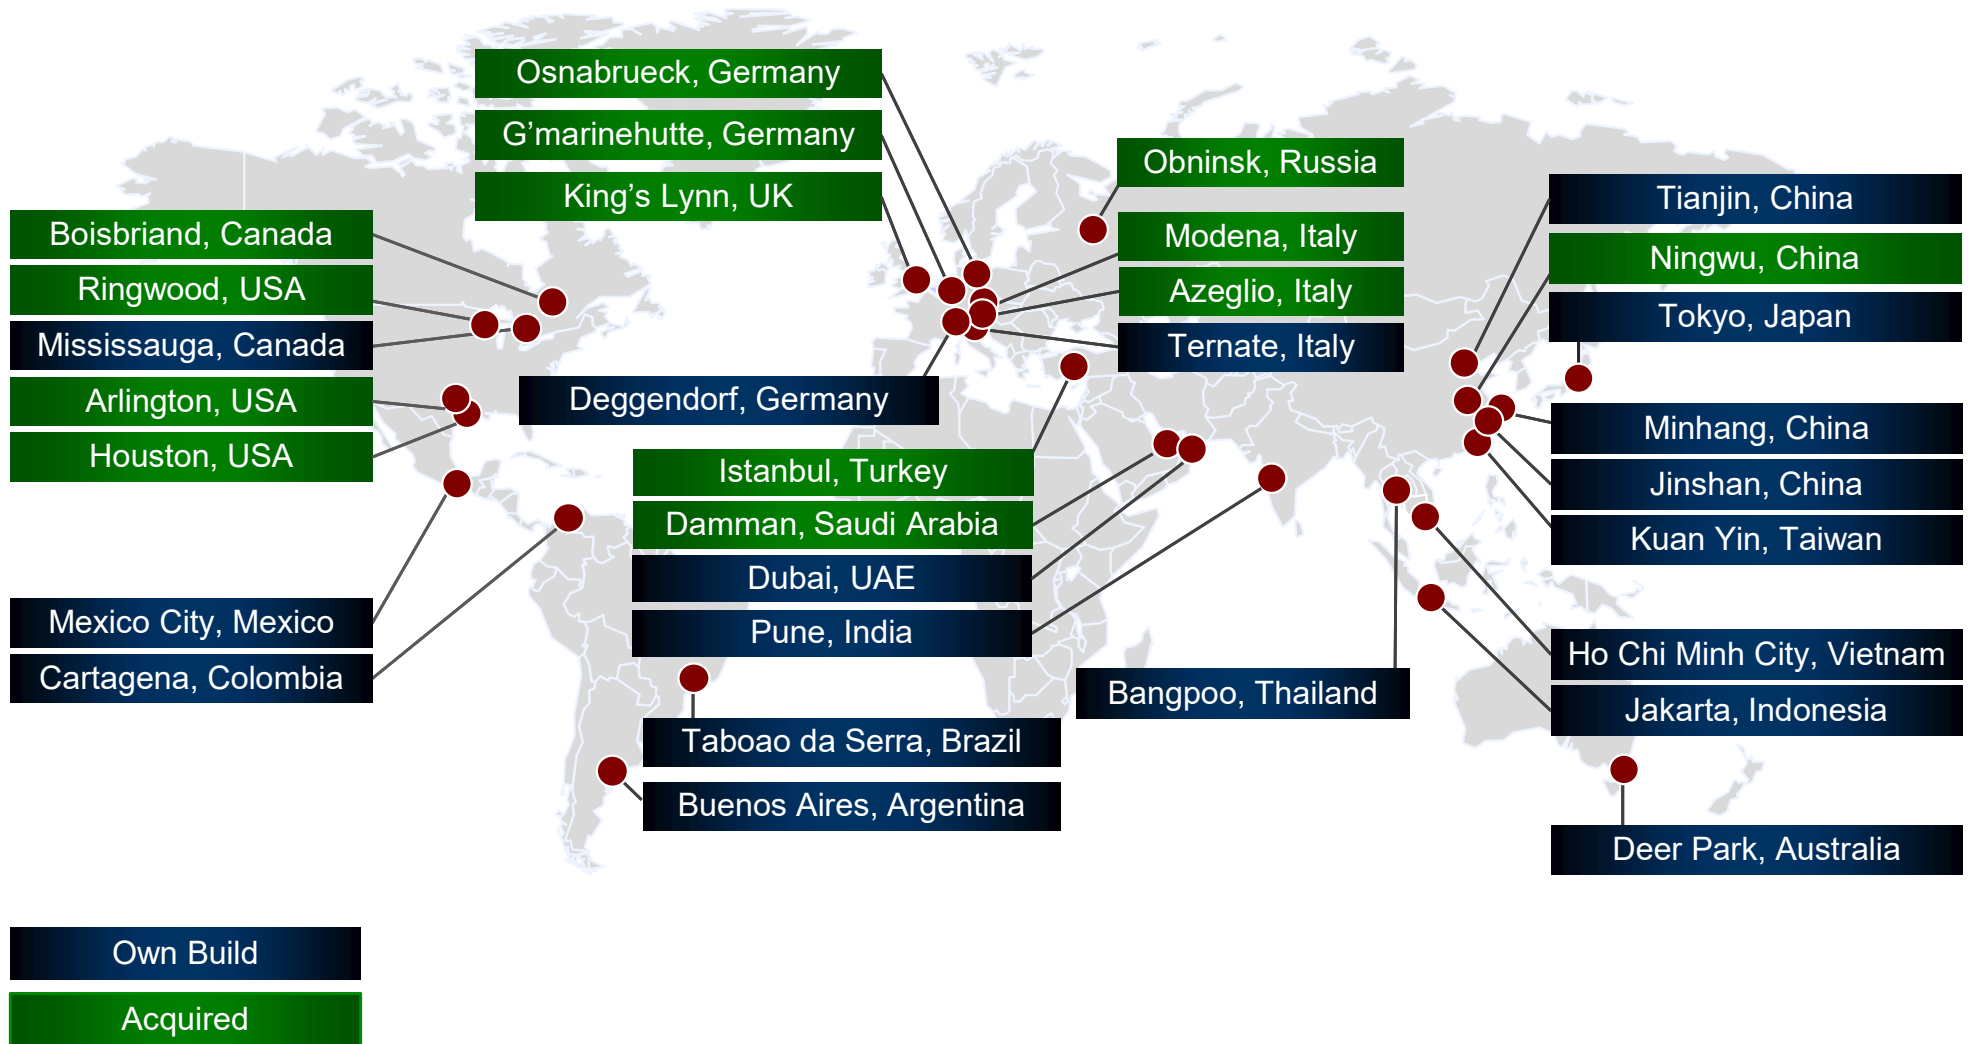 Osnabrueck, Germany
G’marinehutte, Germany
King’s Lynn, UK
Obninsk, Russia
Modena, Italy
Azeglio, Italy
Ternate, Italy
Tianjin, China
Ningwu, China
Tokyo, Japan
Boisbriand, Canada
Ringwood, USA
Mississauga, Canada
Arlington, USA
Houston, USA
Deggendorf, Germany
Minhang, China
Jinshan, China
Kuan Yin, Taiwan
Istanbul, Turkey
Damman, Saudi Arabia
Dubai, UAE
Pune, India
Mexico City, Mexico
Cartagena, Colombia
Bangpoo, Thailand
Ho Chi Minh City, Vietnam
Jakarta, Indonesia
Taboao da Serra, Brazil
Buenos Aires, Argentina
Deer Park, Australia
Own Build
Acquired